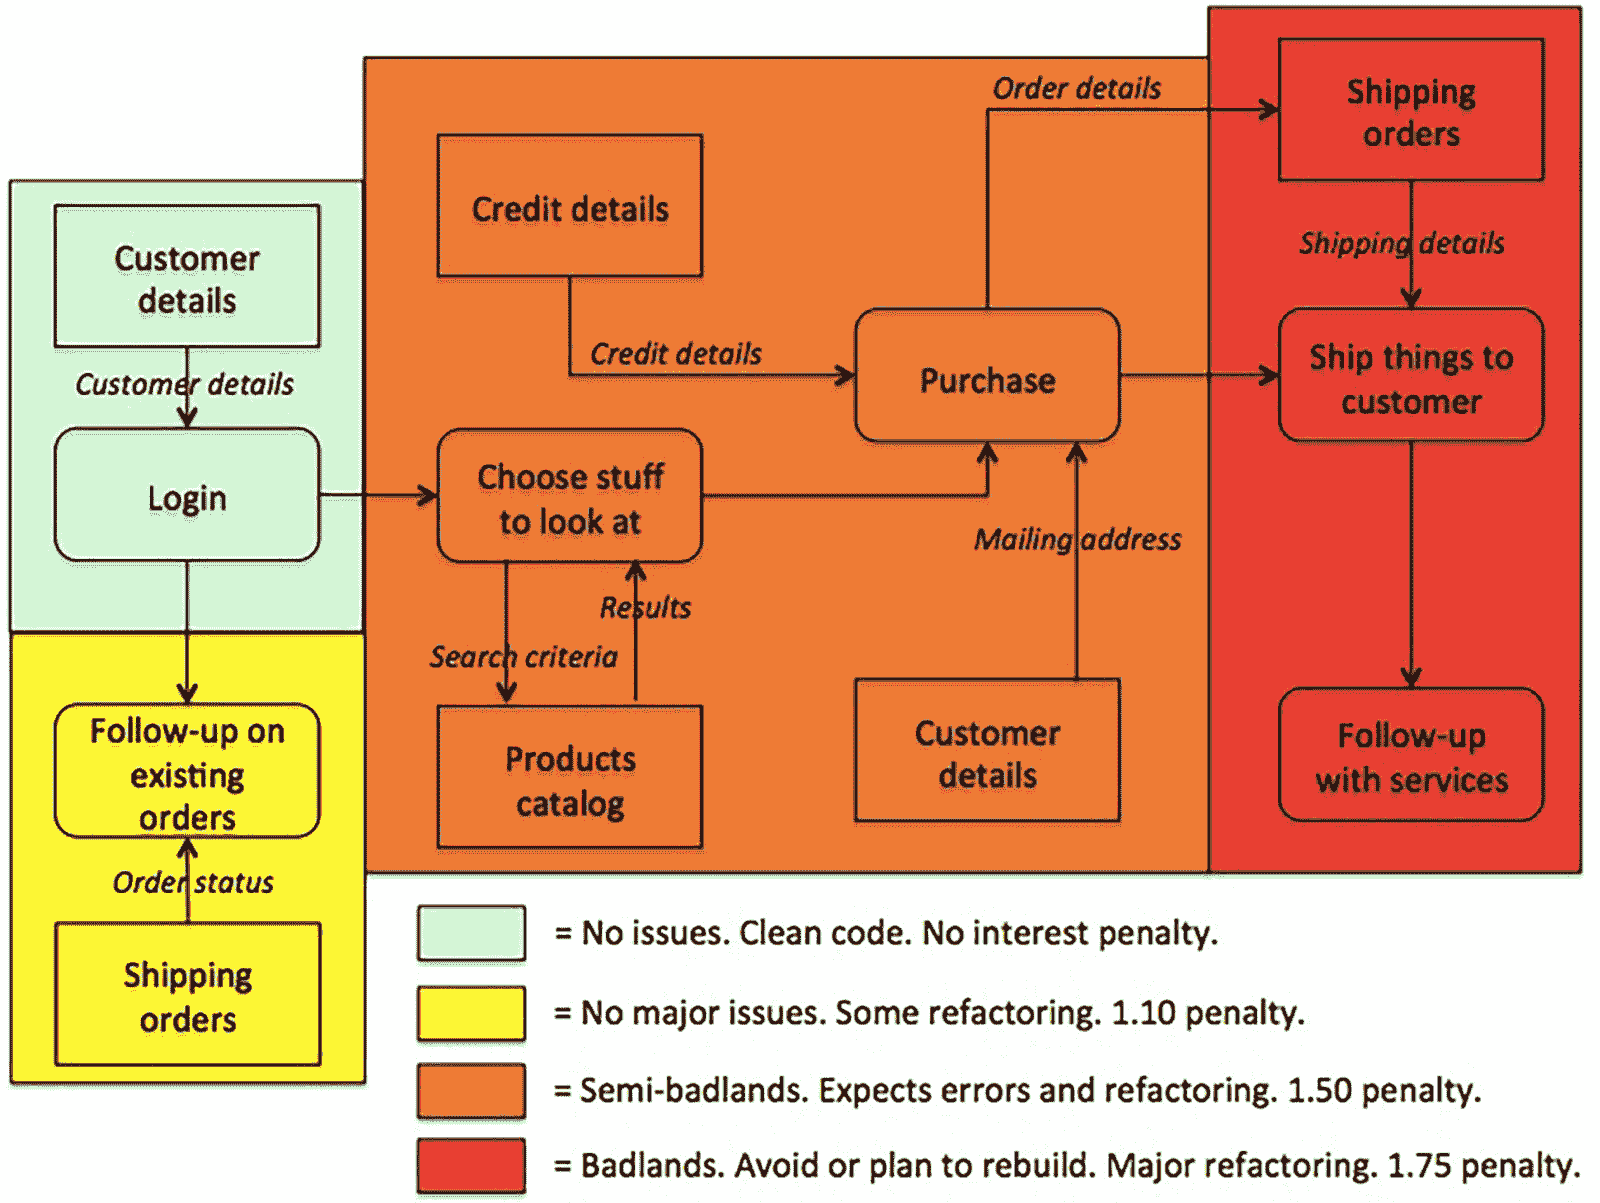 Order details
Shipping
orders
Credit details
Customer
details
Shipping details
Credit details
Purchase
Ship things to
customer
Customer details
Login
Choose stuff
to look at
Mailing address
Results
Search criteria
Follow-up on
existing
orders
Products
catalog
Customer
details
Follow-up
with services
Order status
Shipping
orders
= No issues. Clean code. No interest penalty.
= No major issues. Some refactoring. 1.10 penalty.
= Semi-badlands. Expects errors and refactoring. 1.50 penalty.
= Badlands. Avoid or plan to rebuild. Major refactoring. 1.75 penalty.